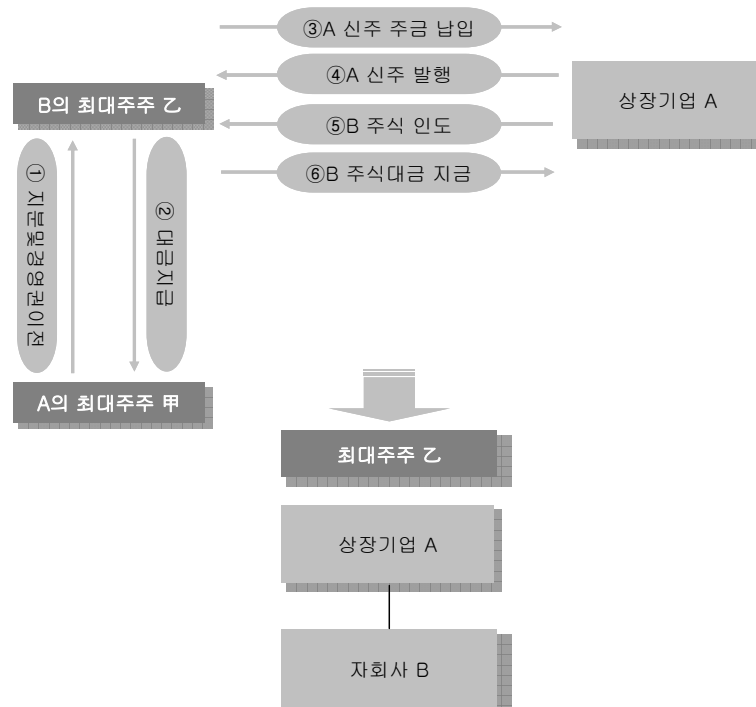 ③A 신주 주금 납입
④A 신주 발행
B의 최대주주 乙
상장기업 A
⑤B 주식 인도
⑥B 주식대금 지금
① 지분및경영권이전
② 대금지급
A의 최대주주 甲
최대주주 乙
상장기업 A
자회사 B